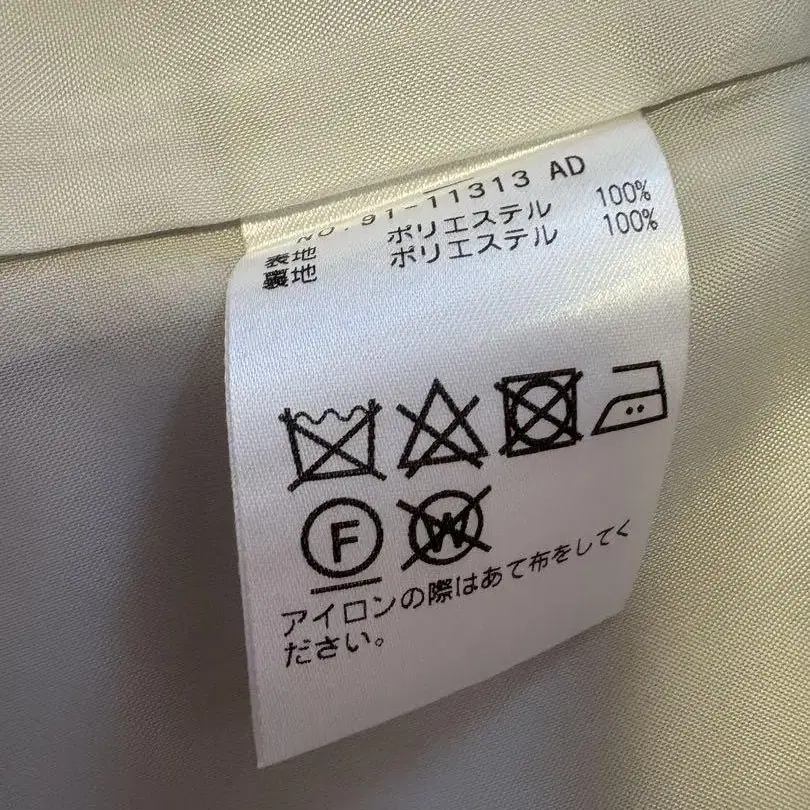 NO.91-11313 AD
表地 ポリエステル 100%
裏地 ポリエステル 100%
F W
アイロンの際はあて布をしてく
ださい。